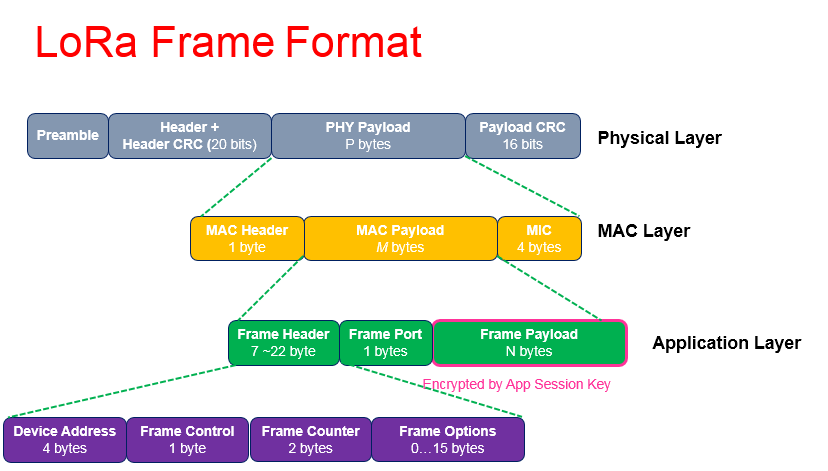 LoRa Frame Format
Preamble
Header +
Header CRC (20 bits)
PHY Payload
P bytes
Payload CRC
16 bits
Physical Layer
MAC Header
1 byte
MAC Payload
M bytes
MIC
4 bytes
MAC Layer
Frame Header
7 ~22 byte
Frame Port
1 bytes
Frame Payload
N bytes
Application Layer
Encrypted by App Session Key
Device Address
4 bytes
Frame Control
1 byte
Frame Counter
2 bytes
Frame Options
0...15 bytes